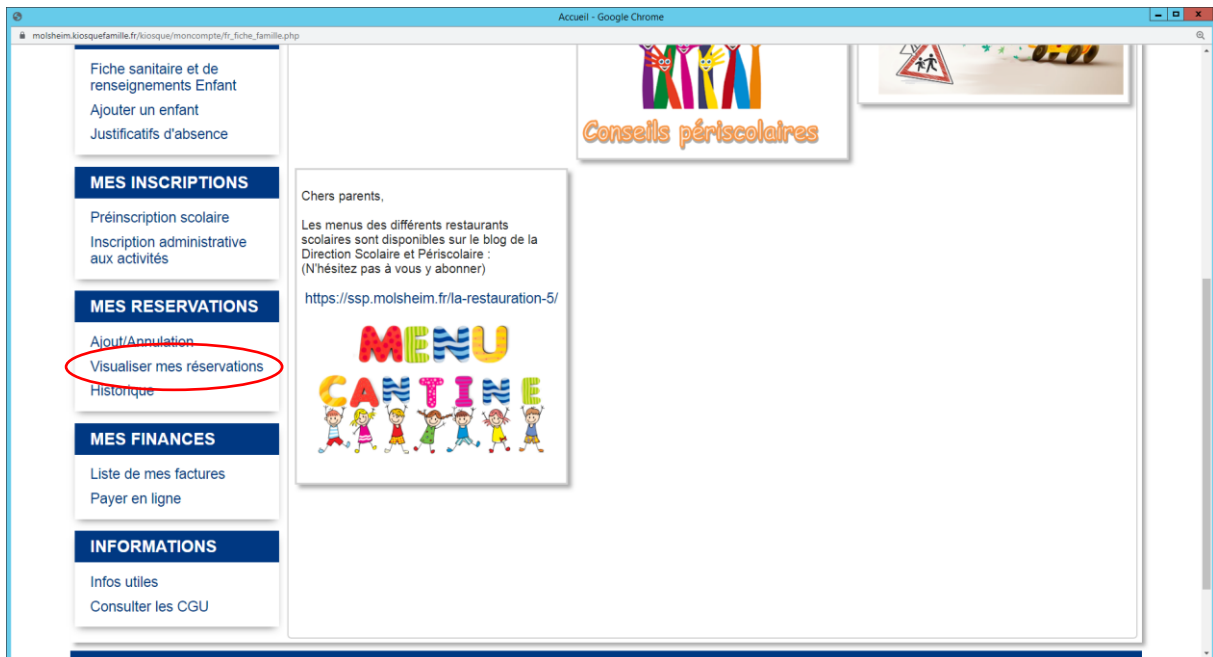 Accueil - Google Chrome
molsheim.kiosquefamille.fr/kiosque/moncompte/fr_fiche_famille.php
Fiche sanitaire et de
renseignements Enfant
Ajouter un enfant
Justificatifs d'absence
MES INSCRIPTIONS
Préinscription scolaire
Inscription administrative
aux activités
MES RESERVATIONS
Ajout/Annulation
Visualiser mes réservations
Historique
MES FINANCES
Liste de mes factures
Payer en ligne
INFORMATIONS
Infos utiles
Consulter les CGU
Conseils périscolaires
Chers parents,
Les menus des différents restaurants
scolaires sont disponibles sur le blog de la
Direction Scolaire et Périscolaire :
(N'hésitez pas à vous y abonner)
https://ssp.molsheim.fr/la-restauration-5/
MENU
CANTINE